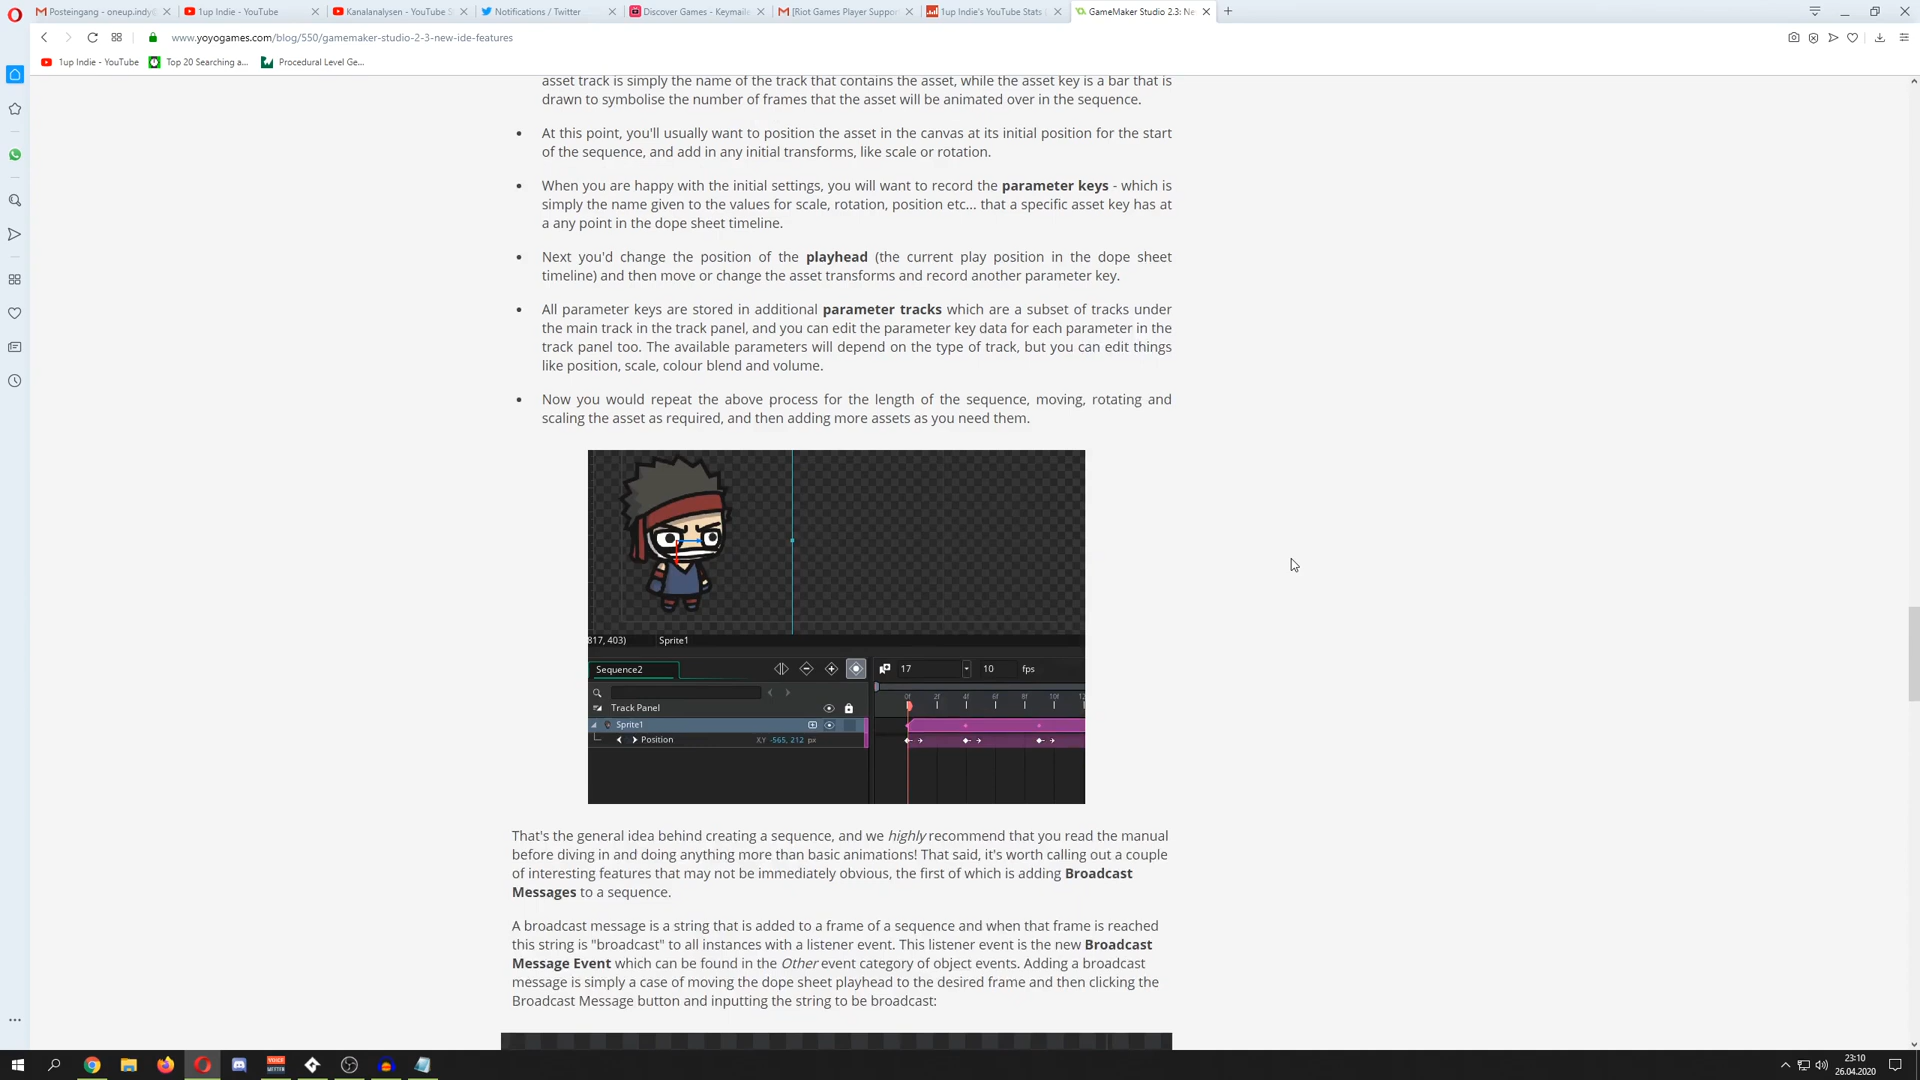 Posteingang - oneup.indy@
1up Indie - YouTube
Kanalanalysen - YouTube S
Notifications / Twitter
Discover Games - Keymaile
[Riot Games Player Suppor
1up Indie's YouTube Stats
GameMaker Studio 2.3: Ne
www.yoyogames.com/blog/550/gamemaker-studio-2-3-new-ide-features
1up Indie - YouTube
Top 20 Searching a...
Procedural Level Ge...
asset track is simply the name of the track that contains the asset, while the asset key is a bar that is
drawn to symbolise the number of frames that the asset will be animated over in the sequence.
• At this point, you'll usually want to position the asset in the canvas at its initial position for the start
of the sequence, and add in any initial transforms, like scale or rotation.
• When you are happy with the initial settings, you will want to record the parameter keys - which is
simply the name given to the values for scale, rotation, position etc... that a specific asset key has at
a any point in the dope sheet timeline.
• Next you'd change the position of the playhead (the current play position in the dope sheet
timeline) and then move or change the asset transforms and record another parameter key.
• All parameter keys are stored in additional parameter tracks which are a subset of tracks under
the main track in the track panel, and you can edit the parameter key data for each parameter in the
track panel too. The available parameters will depend on the type of track, but you can edit things
like position, scale, colour blend and volume.
• Now you would repeat the above process for the length of the sequence, moving, rotating and
scaling the asset as required, and then adding more assets as you need them.
817, 403) Sprite1
Sequence2
17 10 fps
0f 2f 4f 6f 8f 10f 12
Track Panel
Sprite1
Position X.Y -565, 212 px
That's the general idea behind creating a sequence, and we highly recommend that you read the manual
before diving in and doing anything more than basic animations! That said, it's worth calling out a couple
of interesting features that may not be immediately obvious, the first of which is adding Broadcast
Messages to a sequence.
A broadcast message is a string that is added to a frame of a sequence and when that frame is reached
this string is "broadcast" to all instances with a listener event. This listener event is the new Broadcast
Message Event which can be found in the Other event category of object events. Adding a broadcast
message is simply a case of moving the dope sheet playhead to the desired frame and then clicking the
Broadcast Message button and inputting the string to be broadcast:
23:10
26.04.2020